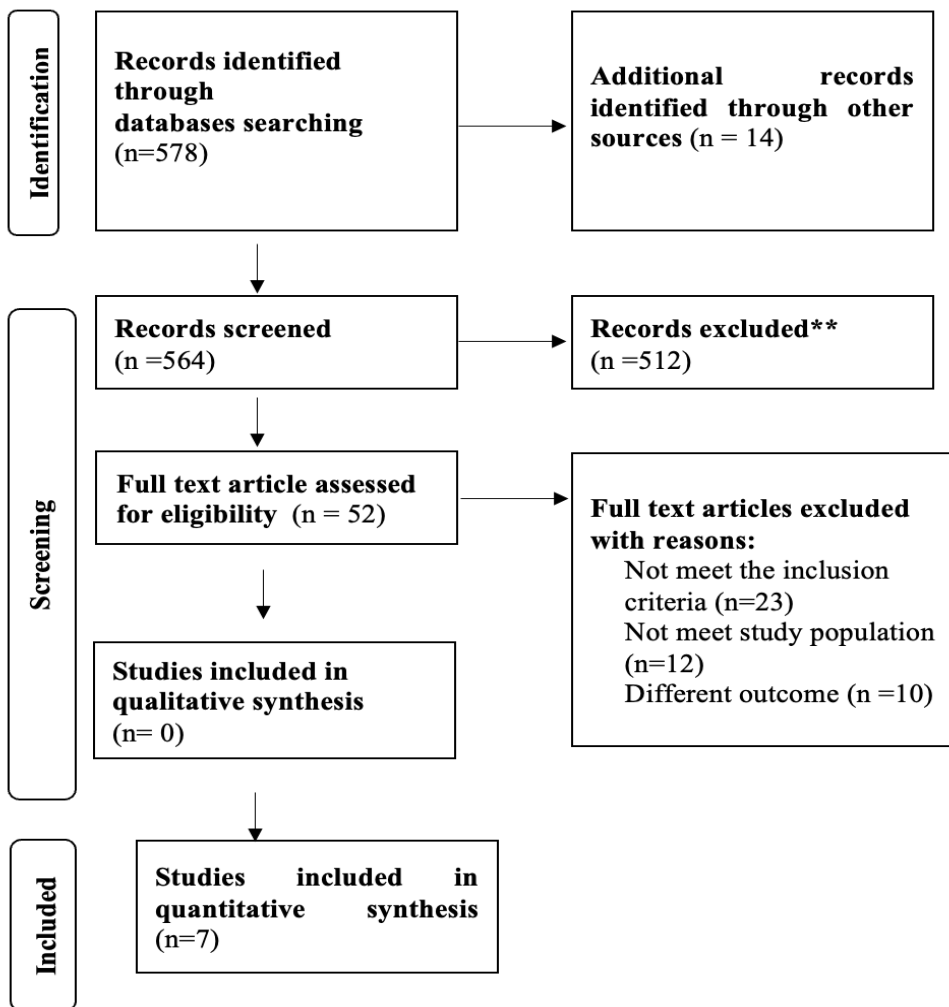 Identification
Records identified
through
databases searching
(n=578)
Additional records
identified through other
sources (n = 14)
Screening
Records screened
(n =564)
Records excluded**
(n =512)
Full text article assessed
for eligibility (n = 52)
Full text articles excluded
with reasons:
Not meet the inclusion
criteria (n=23)
Not meet study population
(n=12)
Different outcome (n =10)
Studies included in
qualitative synthesis
(n= 0)
Included
Studies included in
quantitative synthesis
(n=7)